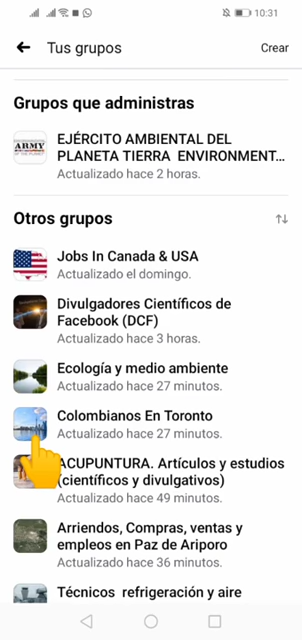 10:31
Tus grupos
Crear
Grupos que administras
ARMY
EJÉRCITO AMBIENTAL DEL
PLANETA TIERRA ENVIRONMENT...
Actualizado hace 2 horas.
Otros grupos
Jobs In Canada & USA
Actualizado el domingo.
Divulgadores Científicos de
Facebook (DCF)
Actualizado hace 3 horas.
Ecología y medio ambiente
Actualizado hace 27 minutos.
Colombianos En Toronto
Actualizado hace 27 minutos.
ACUPUNTURA. Artículos y estudios
(científicos y divulgativos)
Actualizado hace 49 minutos.
Arriendos, Compras, ventas y
empleos en Paz de Ariporo
Actualizado hace 36 minutos.
Técnicos refrigeración y aire